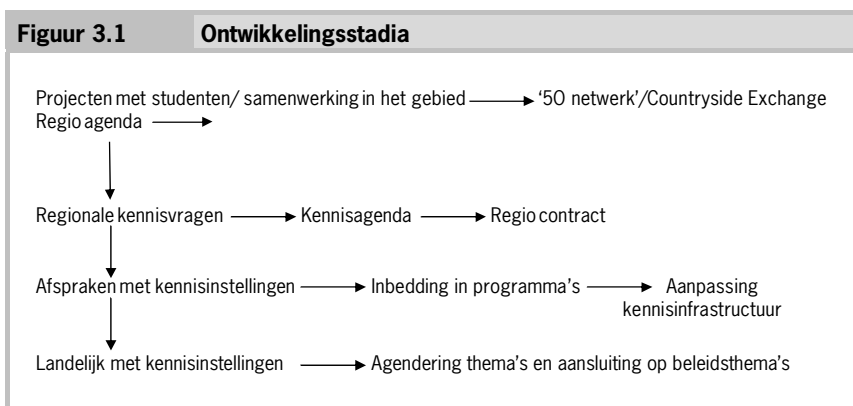 Figuur 3.1 Ontwikkelingsstadia
Projecten met studenten/ samenwerking in het gebied '50 netwerk'/Countryside Exchange
Regio agenda
Regionale kennisvragen Kennisagenda Regio contract
Afspraken met kennisinstellingen Inbedding in programma's Aanpassing
kennisinfrastructuur
Landelijk met kennisinstellingen Agendering thema's en aansluiting op beleidsthema's